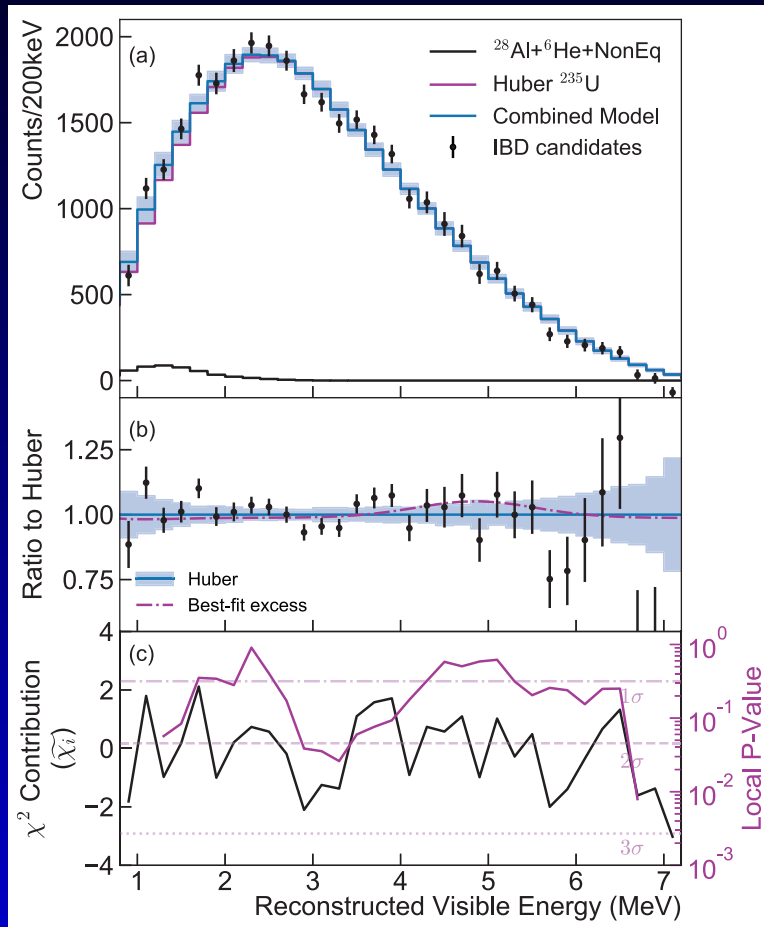 (a)
Counts/200keV
2000
1500
1000
500
0
²⁸Al+⁶He+NonEq
Huber ²³⁵U
Combined Model
IBD candidates
(b)
Ratio to Huber
1.25
1.00
0.75
Huber
Best-fit excess
(c)
χ² Contribution
(χ̃ᵢ)
4
2
0
−2
−4
10⁰
10⁻¹
10⁻²
10⁻³
Local P-Value
1σ
2σ
3σ
1 2 3 4 5 6 7
Reconstructed Visible Energy (MeV)